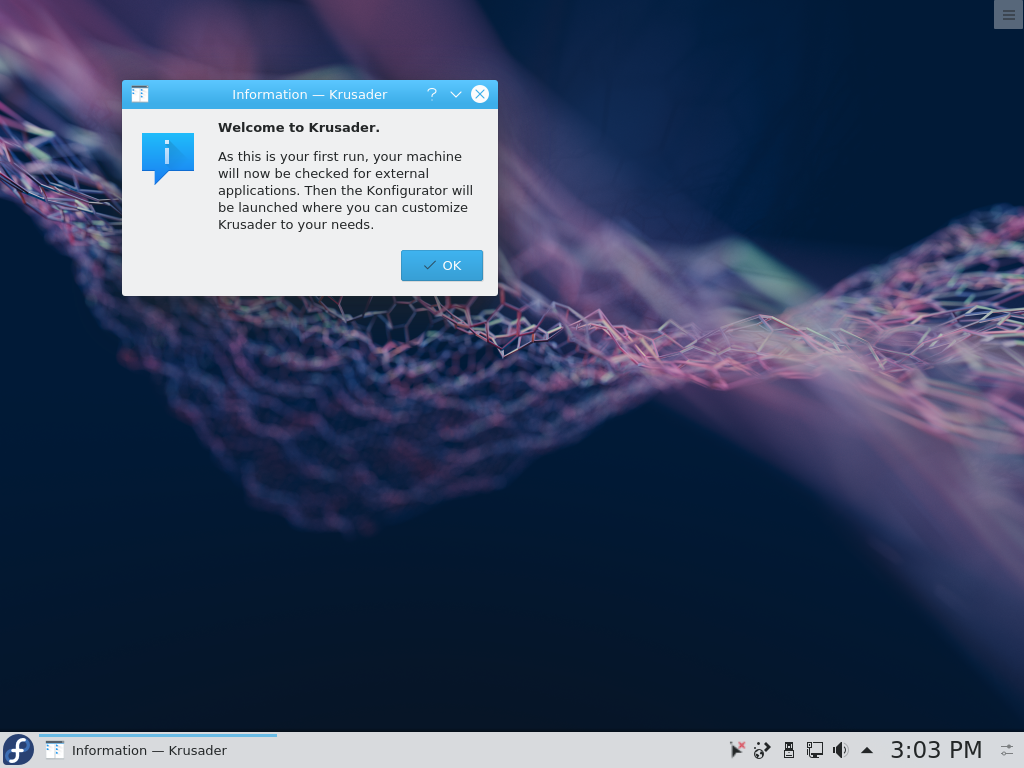 Information — Krusader
Welcome to Krusader.
As this is your first run, your machine
will now be checked for external
applications. Then the Konfigurator will
be launched where you can customize
Krusader to your needs.
OK
Information — Krusader
3:03 PM